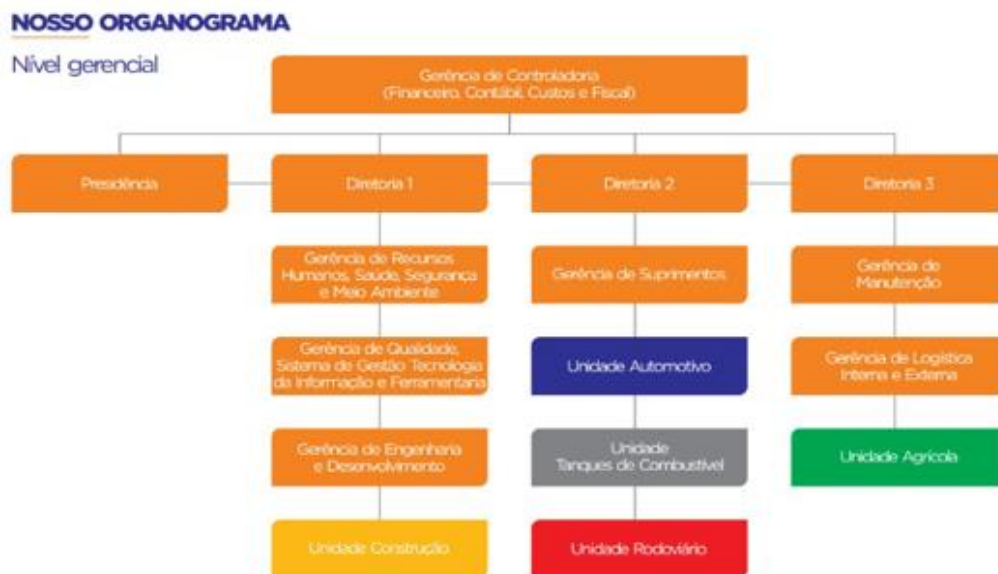 NOSSO ORGANOGRAMA
Nível gerencial
Gerência de Controladoria
(Financeiro, Contábil, Custos e Fiscal)
Presidência
Diretoria 1
Diretoria 2
Diretoria 3
Gerência de Recursos
Humanos, Saúde, Segurança
e Meio Ambiente
Gerência de Suprimentos
Gerência de
Manutenção
Gerência de Qualidade,
Sistema de Gestão Tecnologia
da Informação e Ferramentaria
Unidade Automotivo
Gerência de Logística
Interna e Externa
Gerência de Engenharia
e Desenvolvimento
Unidade
Tanques de Combustível
Unidade Agrícola
Unidade Construção
Unidade Rodoviário